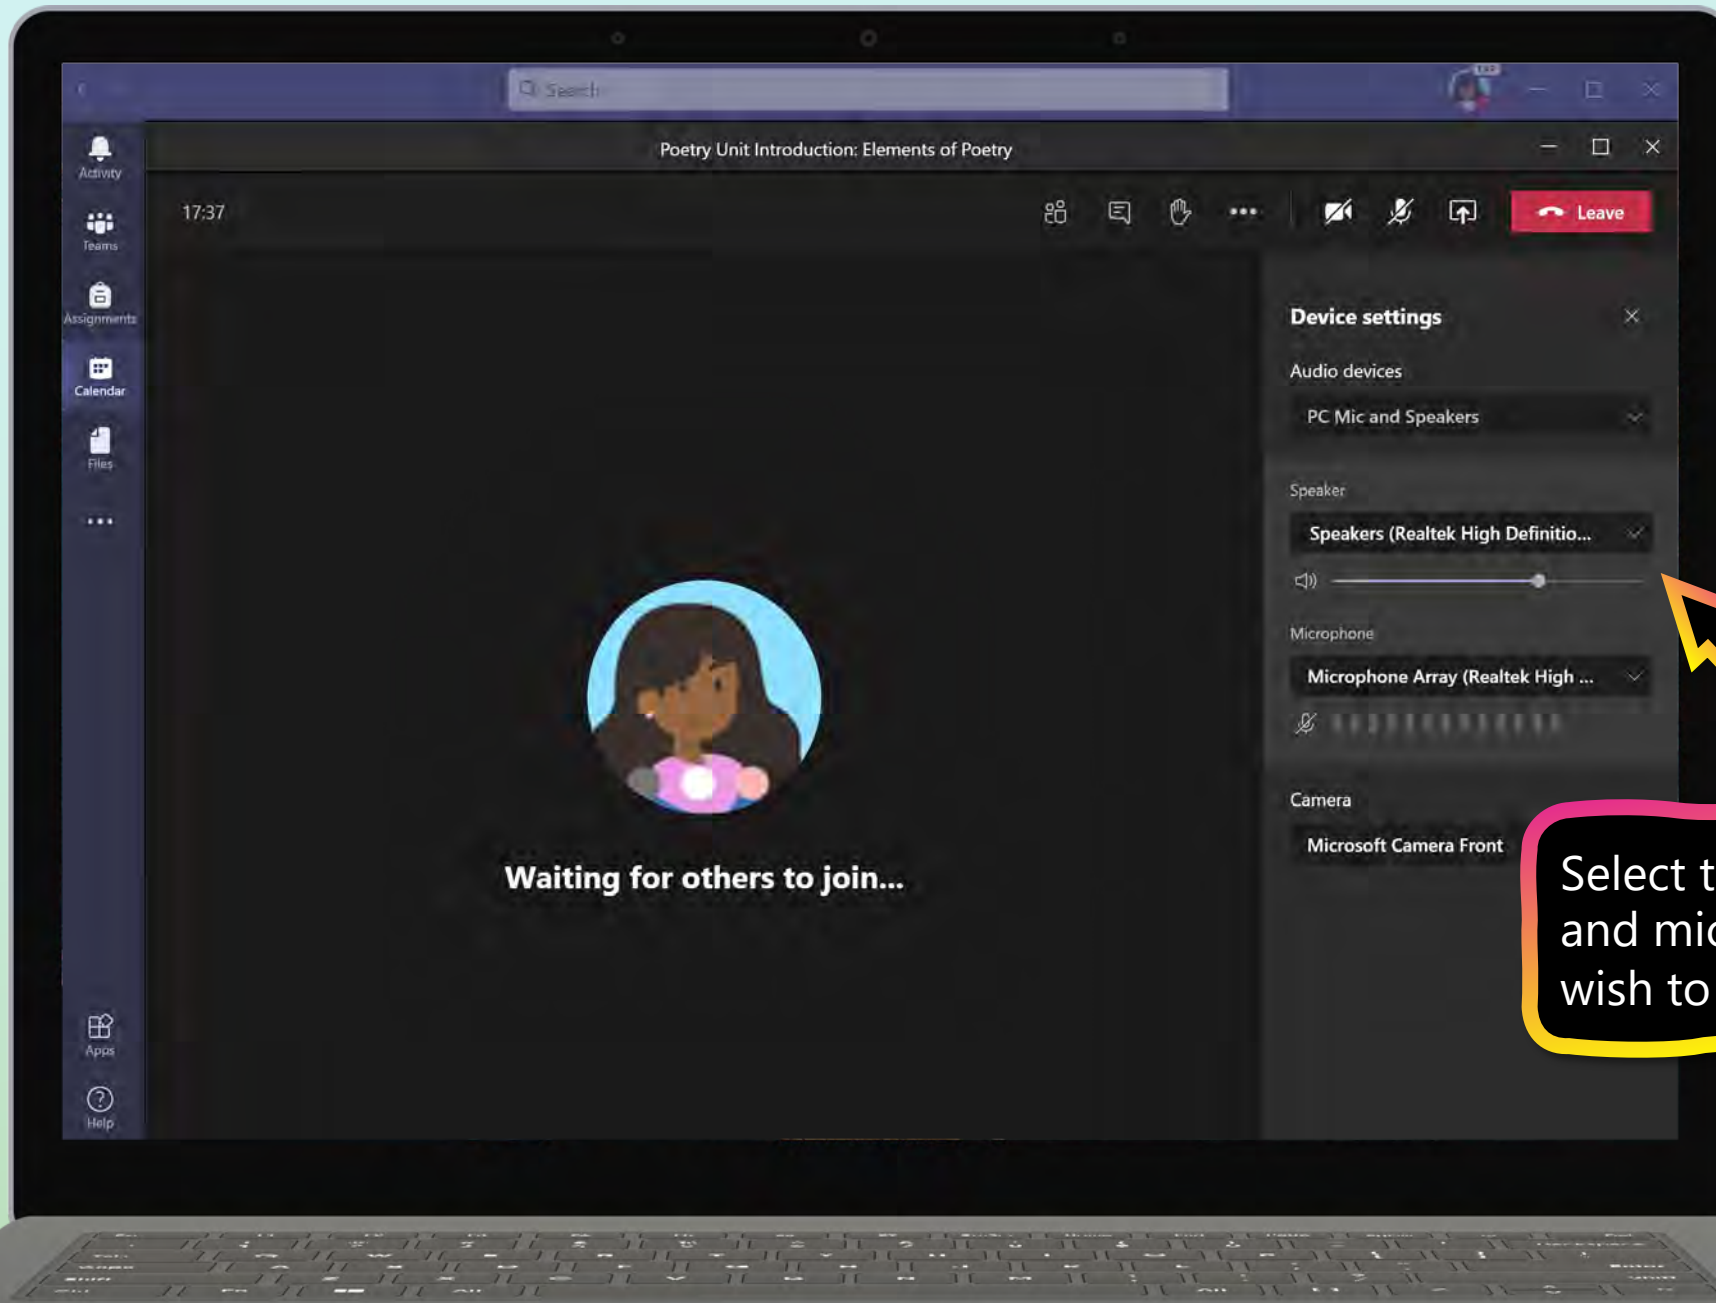 Search
Poetry Unit Introduction: Elements of Poetry
Activity
Teams
Assignments
Calendar
Files
Apps
Help
17:37
Leave
Waiting for others to join...
Device settings
Audio devices
PC Mic and Speakers
Speaker
Speakers (Realtek High Definitio...
Microphone
Microphone Array (Realtek High ...
Camera
Microsoft Camera Front
Select t
and mic
wish to